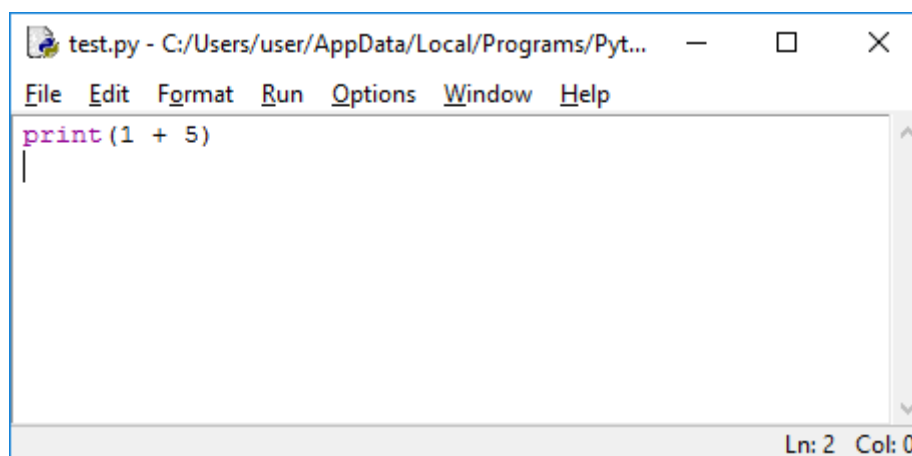 test.py - C:/Users/user/AppData/Local/Programs/Pyt...
File Edit Format Run Options Window Help
print(1 + 5)
Ln: 2 Col: 0